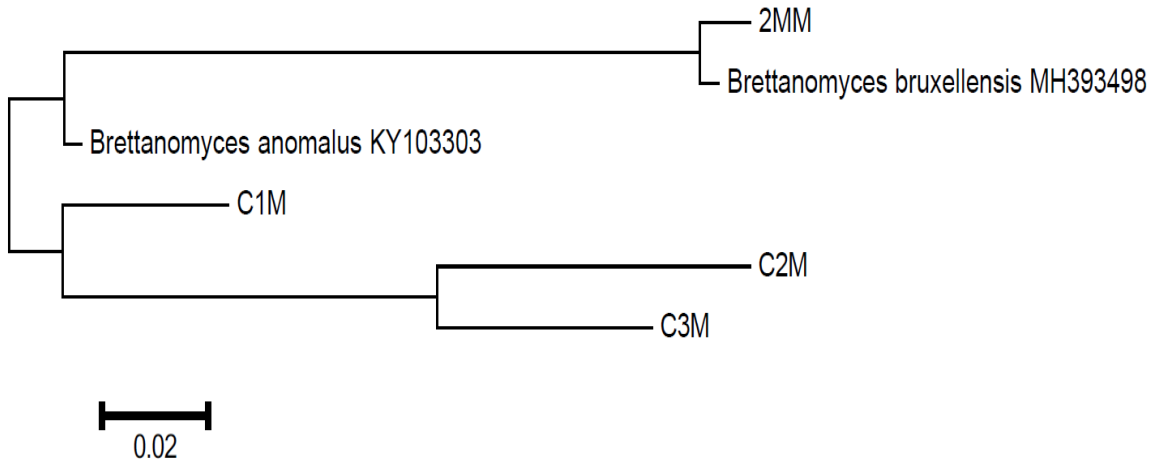 2MM
Brettanomyces bruxellensis MH393498
Brettanomyces anomalus KY103303
C1M
C2M
C3M
0.02